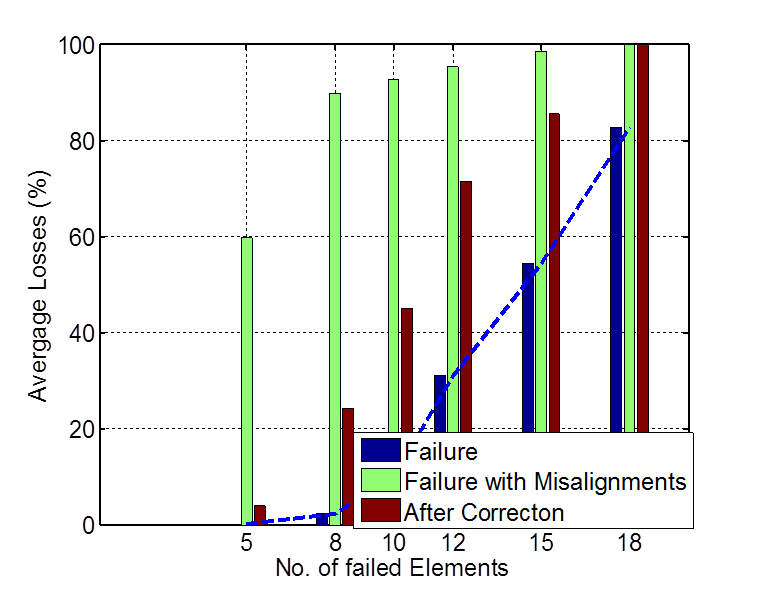 100
80
60
40
20
0
Avergage Losses (%)
Failure
Failure with Misalignments
After Correcton
5 8 10 12 15 18
No. of failed Elements